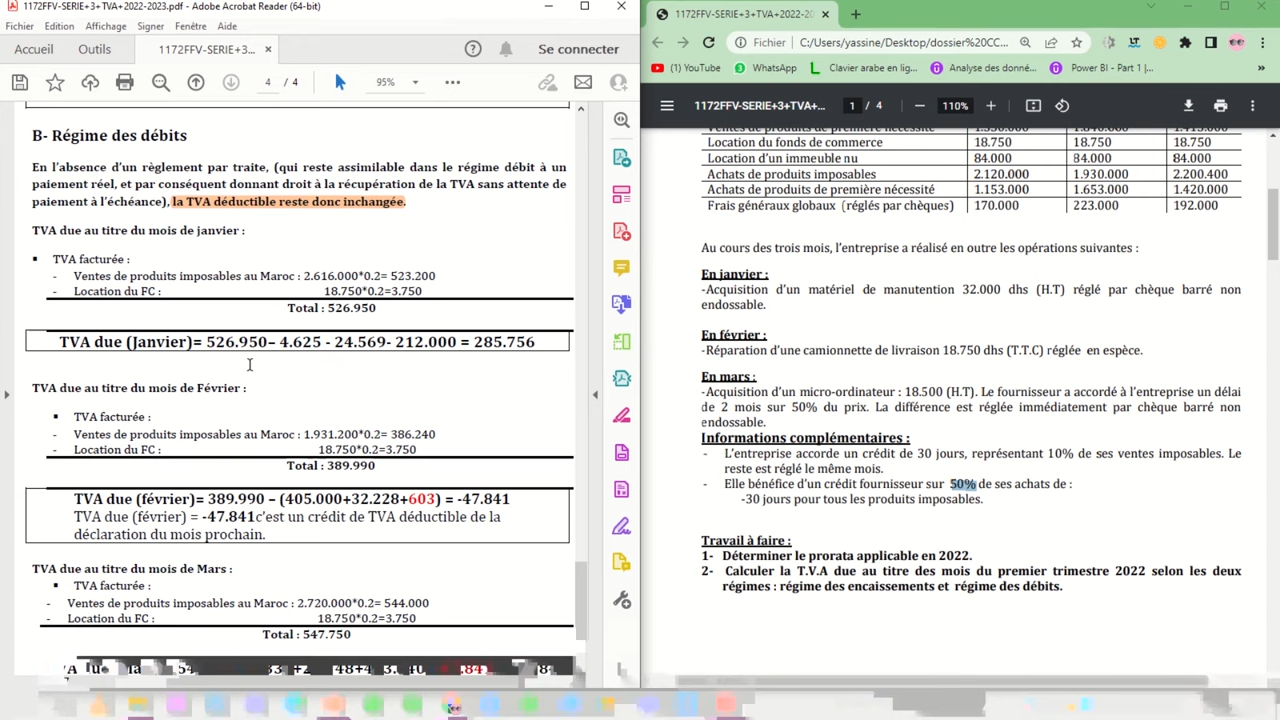 1172FFV-SERIE+3+TVA+2022-2023.pdf - Adobe Acrobat Reader (64-bit)
Fichier Edition Affichage Signer Fenêtre Aide
Accueil Outils 1172FFV-SERIE+3+... × Se connecter
4 / 4 95%
B- Régime des débits
En l'absence d'un règlement par traite, (qui reste assimilable dans le régime débit à un
paiement réel, et par conséquent donnant droit à la récupération de la TVA sans attente de
paiement à l'échéance), la TVA déductible reste donc inchangée.
TVA due au titre du mois de janvier :
▪ TVA facturée :
- Ventes de produits imposables au Maroc : 2.616.000*0.2= 523.200
- Location du FC : 18.750*0.2=3.750
Total : 526.950
TVA due (Janvier)= 526.950– 4.625 - 24.569- 212.000 = 285.756
TVA due au titre du mois de Février :
▪ TVA facturée :
- Ventes de produits imposables au Maroc : 1.931.200*0.2= 386.240
- Location du FC : 18.750*0.2=3.750
Total : 389.990
TVA due (février)= 389.990 – (405.000+32.228+603) = -47.841
TVA due (février) = -47.841c'est un crédit de TVA déductible de la
déclaration du mois prochain.
TVA due au titre du mois de Mars :
▪ TVA facturée :
- Ventes de produits imposables au Maroc : 2.720.000*0.2= 544.000
- Location du FC : 18.750*0.2=3.750
Total : 547.750
1172FFV-SERIE+3+TVA+2022-20 ×
Fichier C:/Users/yassine/Desktop/dossier%20CC...
(1) YouTube WhatsApp Clavier arabe en lig... Analyse des donné... Power BI - Part 1 |... »
1172FFV-SERIE+3+TVA+... 1 / 4 110%
Ventes de produits de première nécessité
Location du fonds de commerce 18.750 18.750 18.750
Location d'un immeuble nu 84.000 84.000 84.000
Achats de produits imposables 2.120.000 1.930.000 2.200.400
Achats de produits de première nécessité 1.153.000 1.653.000 1.420.000
Frais généraux globaux (réglés par chèques) 170.000 223.000 192.000
Au cours des trois mois, l'entreprise a réalisé en outre les opérations suivantes :
En janvier :
-Acquisition d'un matériel de manutention 32.000 dhs (H.T) réglé par chèque barré non
endossable.
En février :
-Réparation d'une camionnette de livraison 18.750 dhs (T.T.C) réglée en espèce.
En mars :
-Acquisition d'un micro-ordinateur : 18.500 (H.T). Le fournisseur a accordé à l'entreprise un délai
de 2 mois sur 50% du prix. La différence est réglée immédiatement par chèque barré non
endossable.
Informations complémentaires :
- L'entreprise accorde un crédit de 30 jours, représentant 10% de ses ventes imposables. Le
reste est réglé le même mois.
- Elle bénéfice d'un crédit fournisseur sur 50% de ses achats de :
-30 jours pour tous les produits imposables.
Travail à faire :
1- Déterminer le prorata applicable en 2022.
2- Calculer la T.V.A due au titre des mois du premier trimestre 2022 selon les deux
régimes : régime des encaissements et régime des débits.